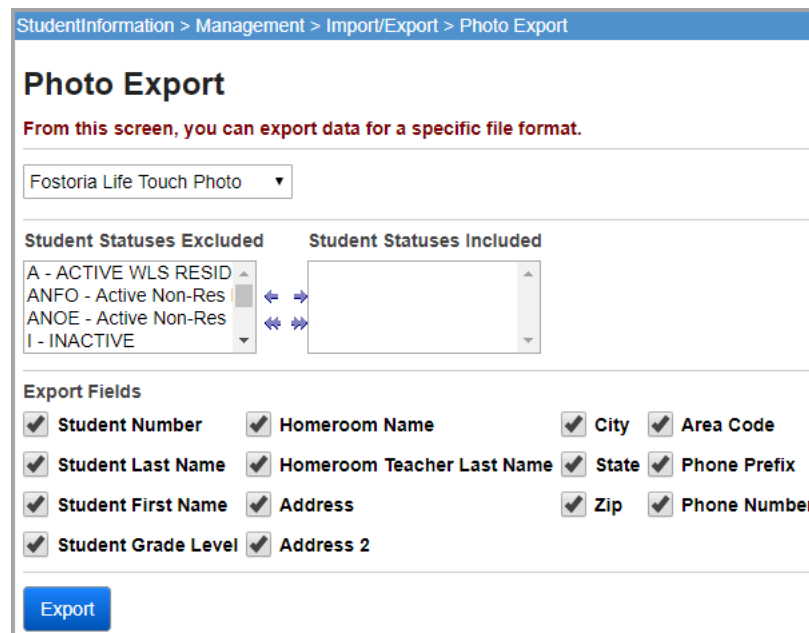 StudentInformation > Management > Import/Export > Photo Export
Photo Export
From this screen, you can export data for a specific file format.
Fostoria Life Touch Photo
Student Statuses Excluded Student Statuses Included
A - ACTIVE WLS RESID
ANFO - Active Non-Res
ANOE - Active Non-Res
I - INACTIVE
Export Fields
Student Number Homeroom Name City Area Code
Student Last Name Homeroom Teacher Last Name State Phone Prefix
Student First Name Address Zip Phone Number
Student Grade Level Address 2
Export